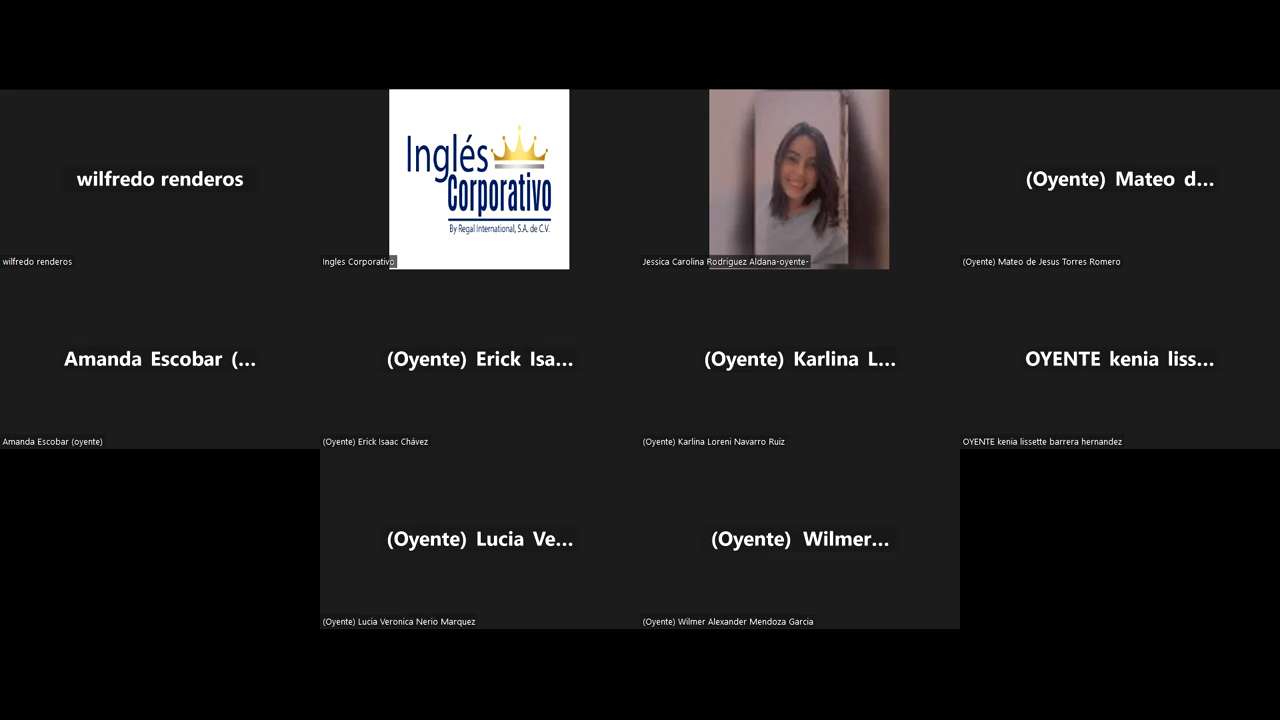 wilfredo renderos
Inglés
Corporativo
By Regal International, S.A. de C.V.
(Oyente) Mateo d...
wilfredo renderos
Ingles Corporativo
Jessica Carolina Rodriguez Aldana-oyente-
(Oyente) Mateo de Jesus Torres Romero
Amanda Escobar (...
(Oyente) Erick Isa...
(Oyente) Karlina L...
OYENTE kenia liss...
Amanda Escobar (oyente)
(Oyente) Erick Isaac Chávez
(Oyente) Karlina Loreni Navarro Ruiz
OYENTE kenia lissette barrera hernandez
(Oyente) Lucia Ve...
(Oyente) Wilmer...
(Oyente) Lucia Veronica Nerio Marquez
(Oyente) Wilmer Alexander Mendoza Garcia